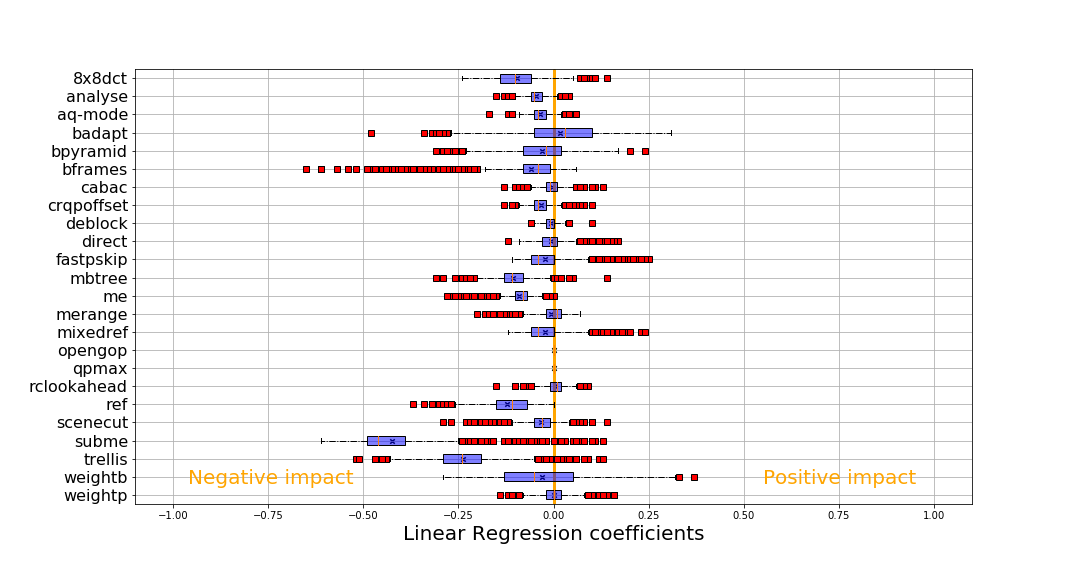 8x8dct
analyse
aq-mode
badapt
bpyramid
bframes
cabac
crqpoffset
deblock
direct
fastpskip
mbtree
me
merange
mixedref
opengop
qpmax
rclookahead
ref
scenecut
subme
trellis
weightb
weightp
Negative impact
Positive impact
−1.00 −0.75 −0.50 −0.25 0.00 0.25 0.50 0.75 1.00
Linear Regression coefficients